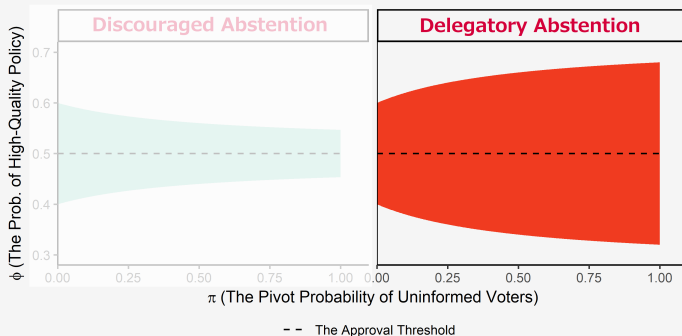 Discouraged Abstention
Delegatory Abstention
ϕ (The Prob. of High-Quality Policy)
0.7
0.6
0.5
0.4
0.3
0.00 0.25 0.50 0.75 1.00
0.00 0.25 0.50 0.75 1.00
π (The Pivot Probability of Uninformed Voters)
The Approval Threshold